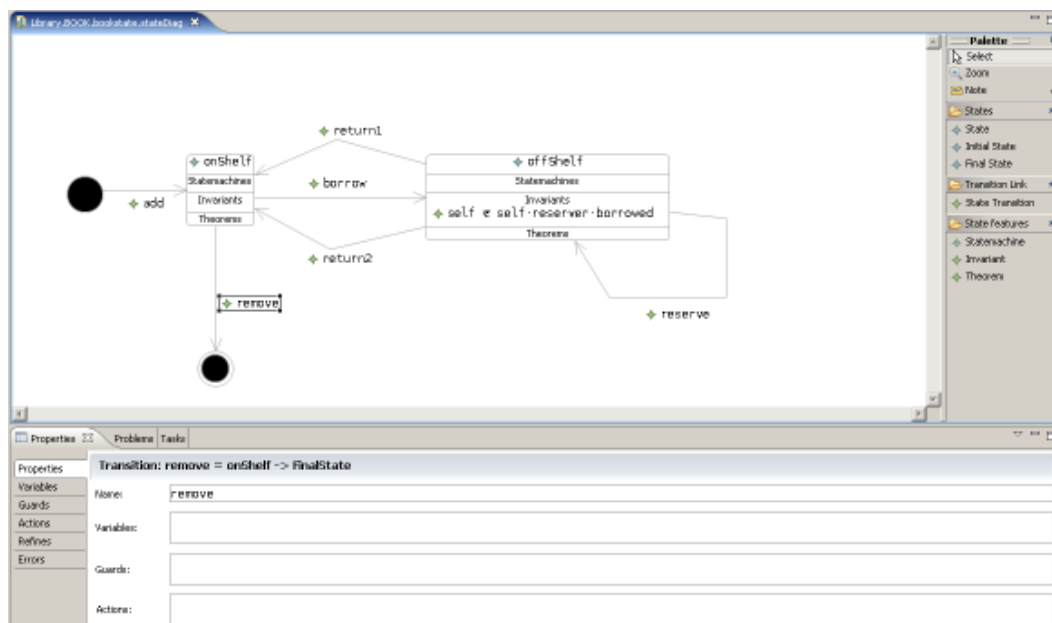 Library.BOOK.bookstate.stateDiag
Palette
Select
Zoom
Note
States
State
Initial State
Final State
Transition Link
State Transition
State features
Statemachine
Invariant
Theorem
return1
onShelf
Statemachines
Invariants
Theorems
add
borrow
offShelf
Statemachines
Invariants
self ∈ self·reserver·borrowed
Theorems
return2
remove
reserve
Properties Problems Tasks
Properties
Variables
Guards
Actions
Refines
Errors
Transition: remove = onShelf -> FinalState
Name: remove
Variables:
Guards:
Actions: